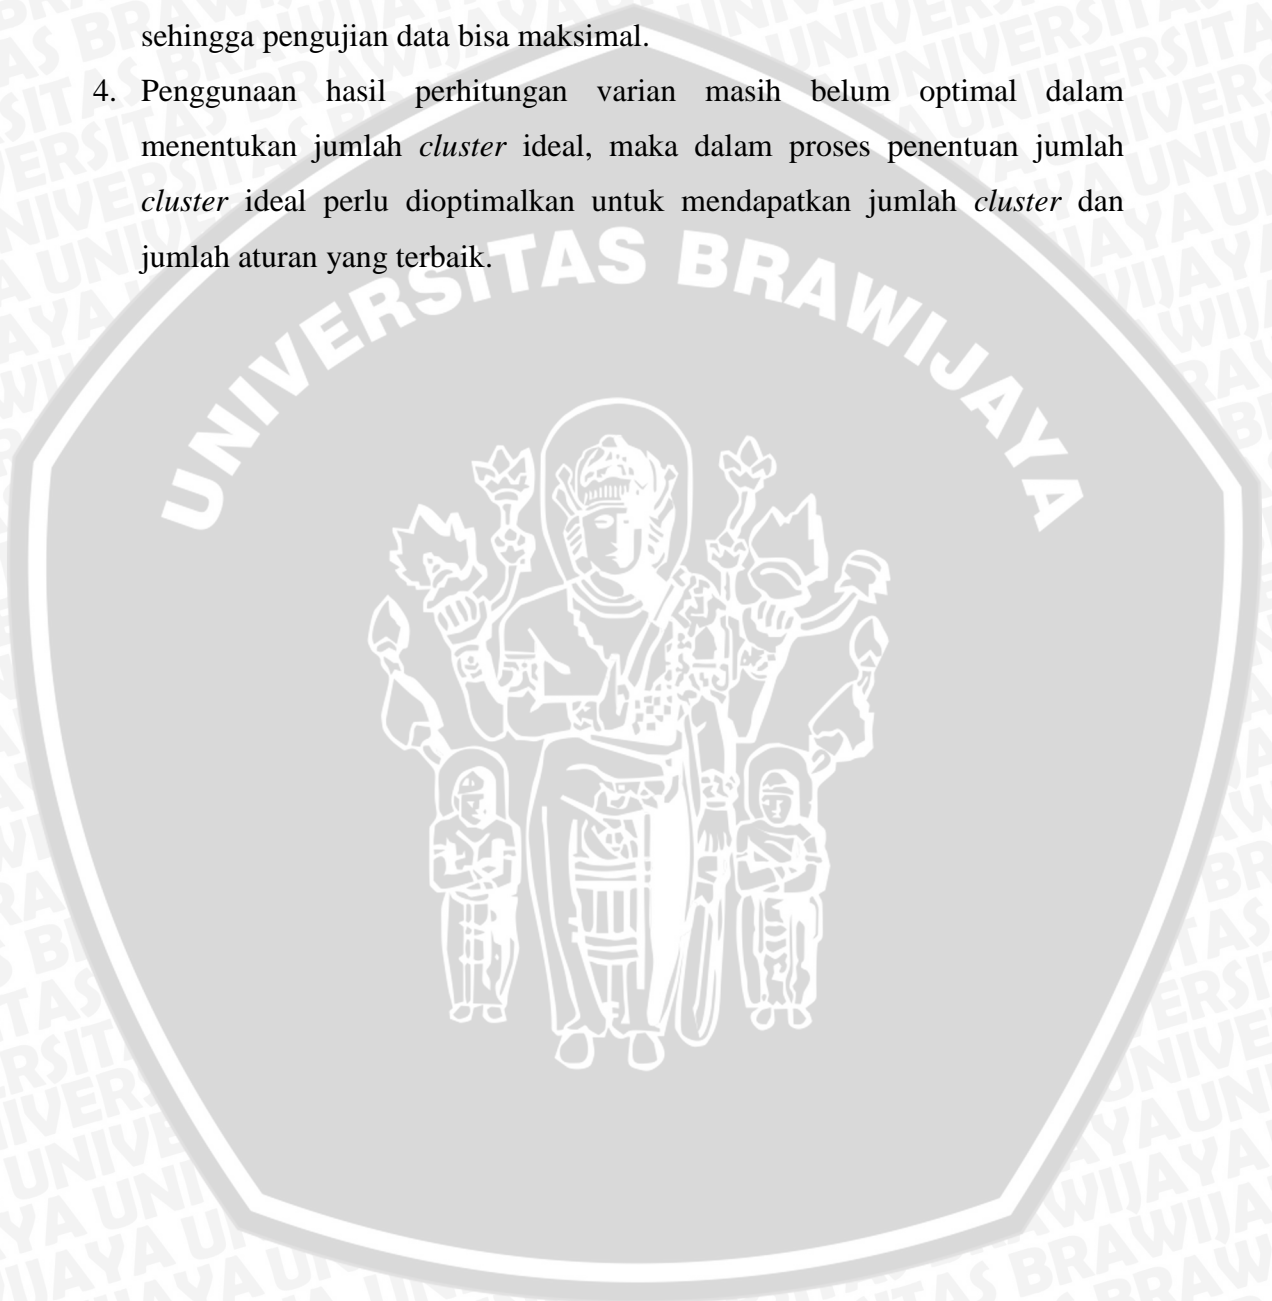 sehingga pengujian data bisa maksimal.
4. Penggunaan hasil perhitungan varian masih belum optimal dalam
menentukan jumlah cluster ideal, maka dalam proses penentuan jumlah
cluster ideal perlu dioptimalkan untuk mendapatkan jumlah cluster dan
jumlah aturan yang terbaik.
UNIVERSITAS BRAWIJAYA